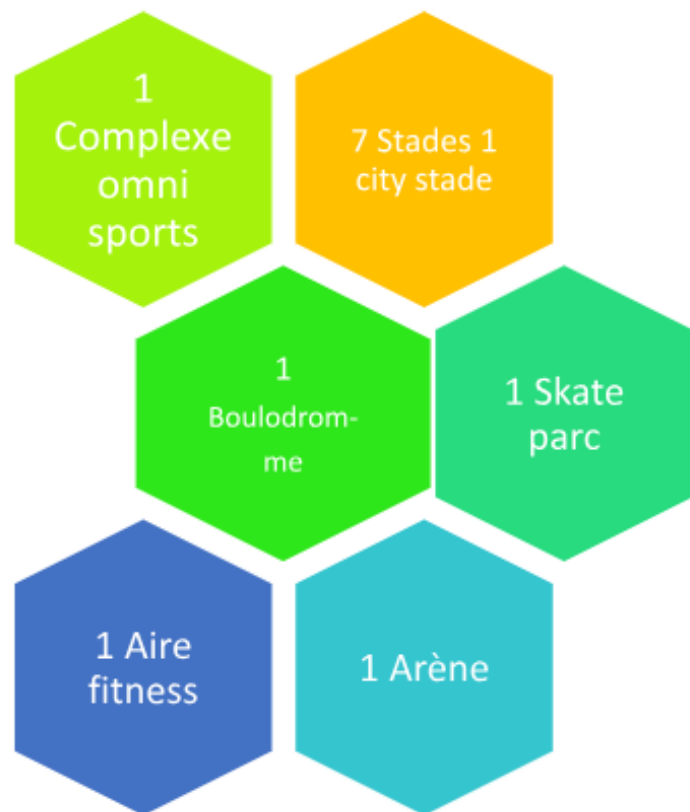 1
Complexe
omni
sports
7 Stades 1
city stade
1
Boulodrom-
me
1 Skate
parc
1 Aire
fitness
1 Arène